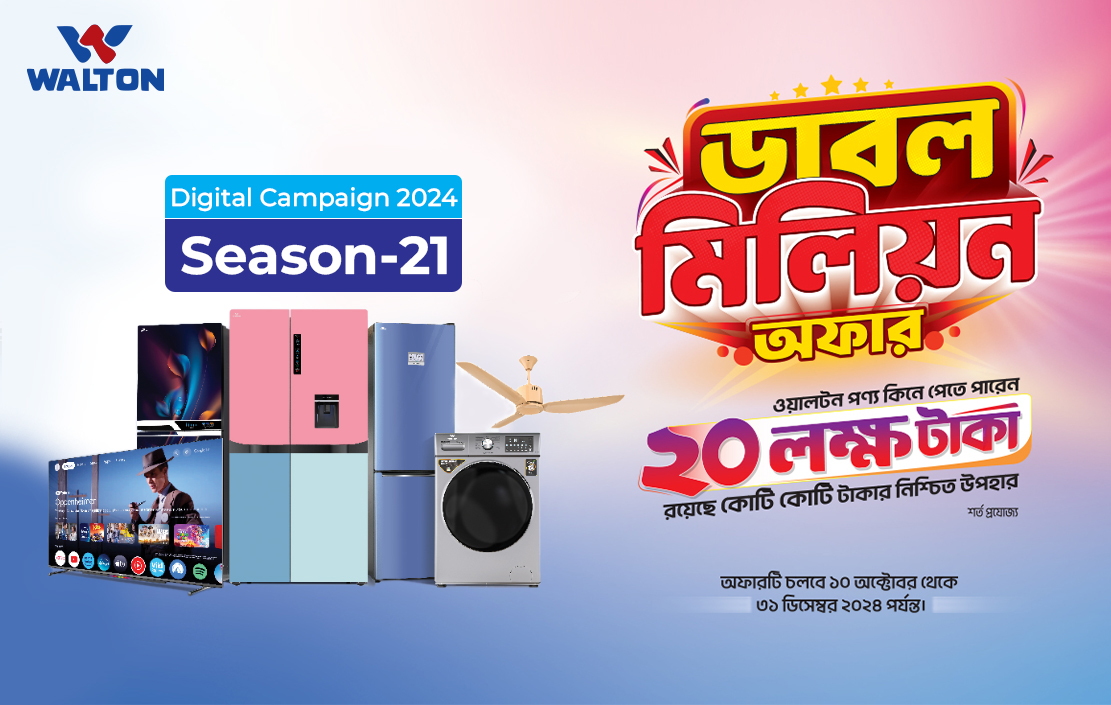 WALTON
Digital Campaign 2024
Season-21
ডাবল
মিলিয়ন
অফার
ওয়ালটন পণ্য কিনে পেতে পারেন
২০ লক্ষ টাকা
রয়েছে কোটি কোটি টাকার নিশ্চিত উপহার
শর্ত প্রযোজ্য
অফারটি চলবে ১০ অক্টোবর থেকে
৩১ ডিসেম্বর ২০২৪ পর্যন্ত।
Oppenheimer